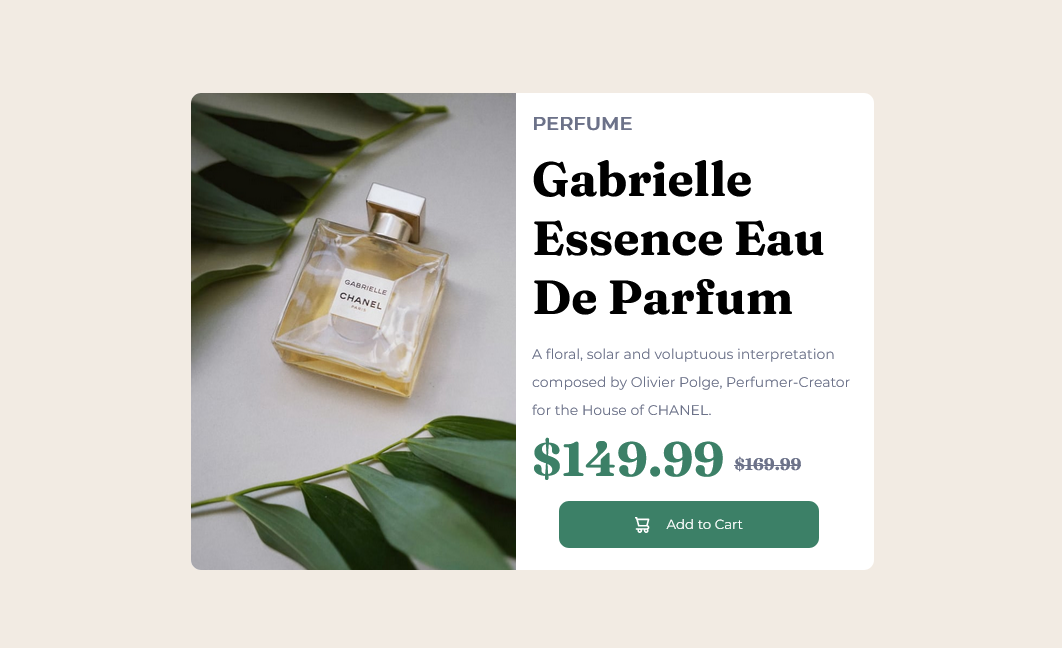 PERFUME
Gabrielle
Essence Eau
De Parfum
A floral, solar and voluptuous interpretation
composed by Olivier Polge, Perfumer-Creator
for the House of CHANEL.
$149.99 $169.99
Add to Cart
GABRIELLE
CHANEL
PARIS